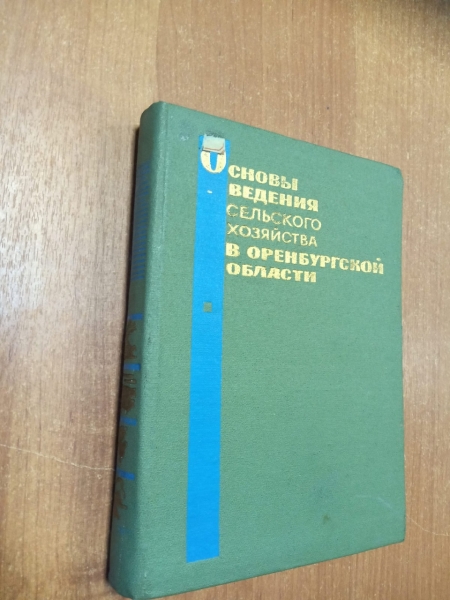 ОСНОВЫ
ВЕДЕНИЯ
СЕЛЬСКОГО
ХОЗЯЙСТВА
В ОРЕНБУРГСКОЙ
ОБЛАСТИ